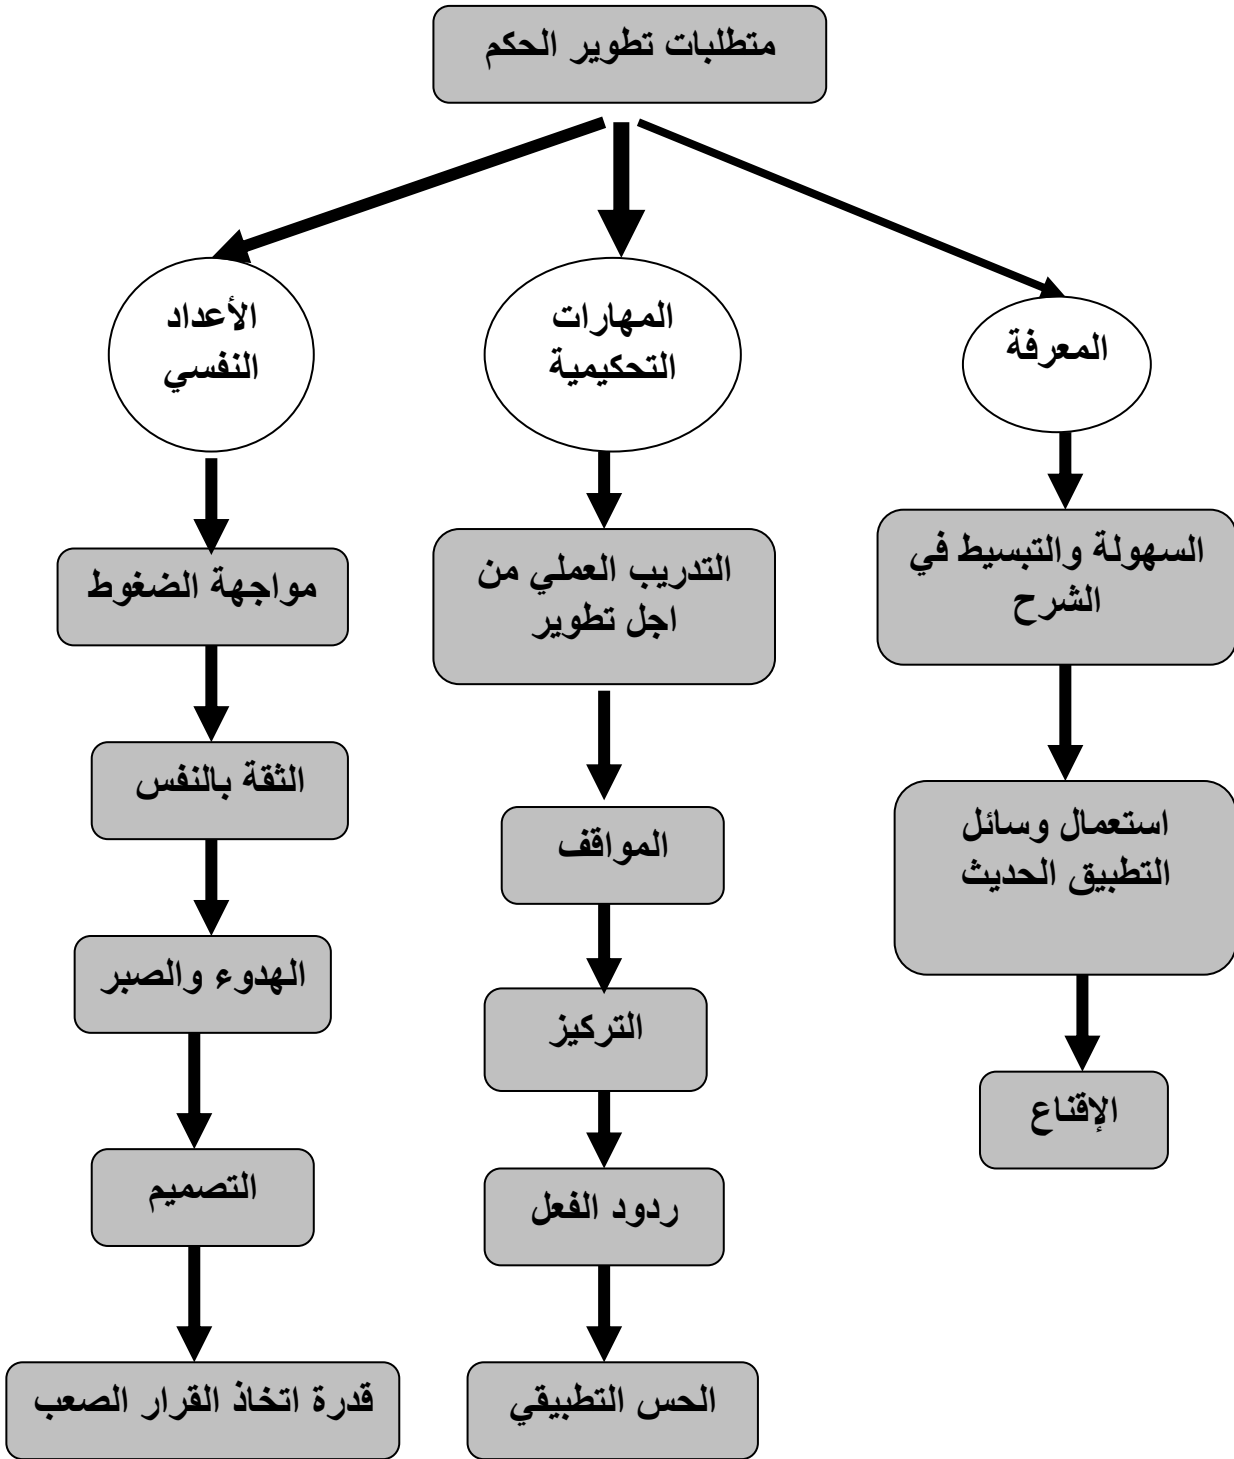 متطلبات تطوير الحكم
المعرفة
المهارات
التحكيمية
الأعداد
النفسي
السهولة والتبسيط في
الشرح
استعمال وسائل
التطبيق الحديث
الإقناع
التدريب العملي من
اجل تطوير
المواقف
التركيز
ردود الفعل
الحس التطبيقي
مواجهة الضغوط
الثقة بالنفس
الهدوء والصبر
التصميم
قدرة اتخاذ القرار الصعب